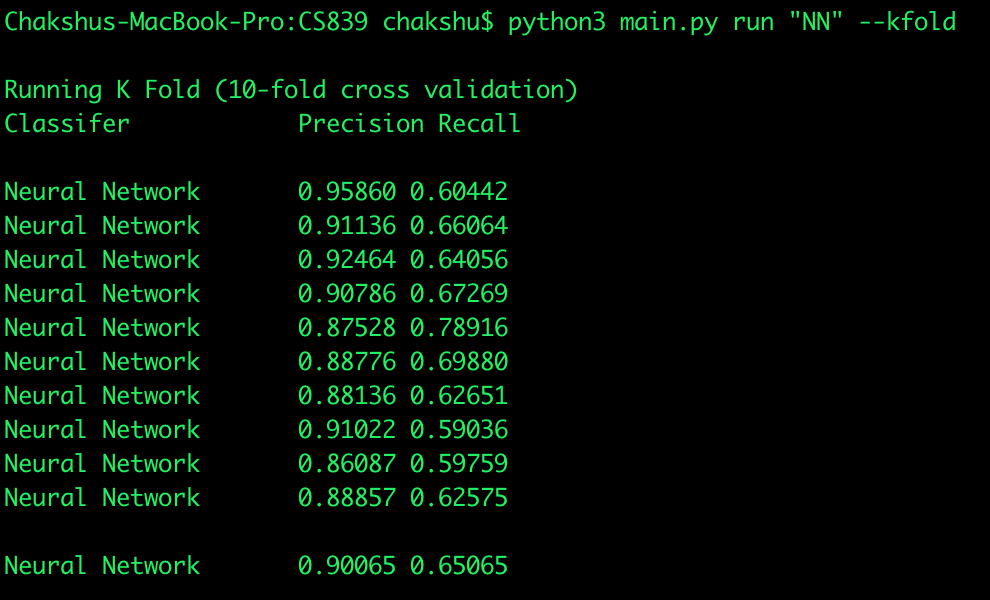 Chakshus-MacBook-Pro:CS839 chakshu$ python3 main.py run "NN" --kfold
Running K Fold (10-fold cross validation)
Classifer Precision Recall
Neural Network 0.95860 0.60442
Neural Network 0.91136 0.66064
Neural Network 0.92464 0.64056
Neural Network 0.90786 0.67269
Neural Network 0.87528 0.78916
Neural Network 0.88776 0.69880
Neural Network 0.88136 0.62651
Neural Network 0.91022 0.59036
Neural Network 0.86087 0.59759
Neural Network 0.88857 0.62575
Neural Network 0.90065 0.65065